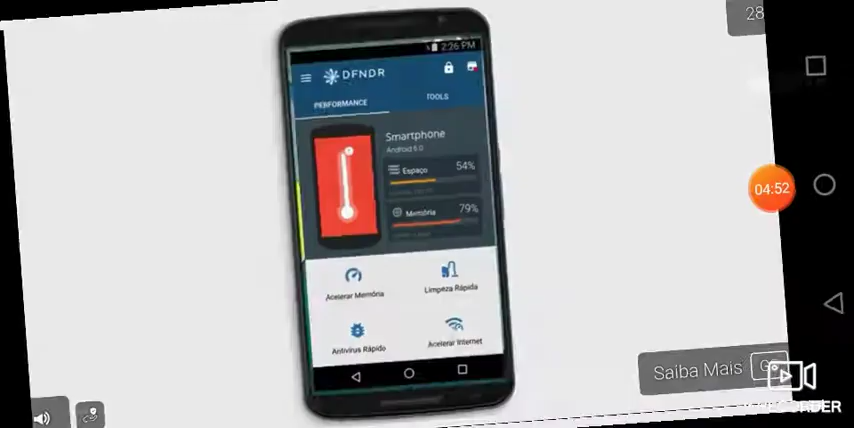 28
2:26 PM
DFNDR
PERFORMANCE
TOOLS
Smartphone
Android 6.0
Espaço 54%
Memória 79%
04:52
Acelerar Memória
Limpeza Rápida
Antivírus Rápido
Acelerar Internet
Saiba Mais
RECORDER